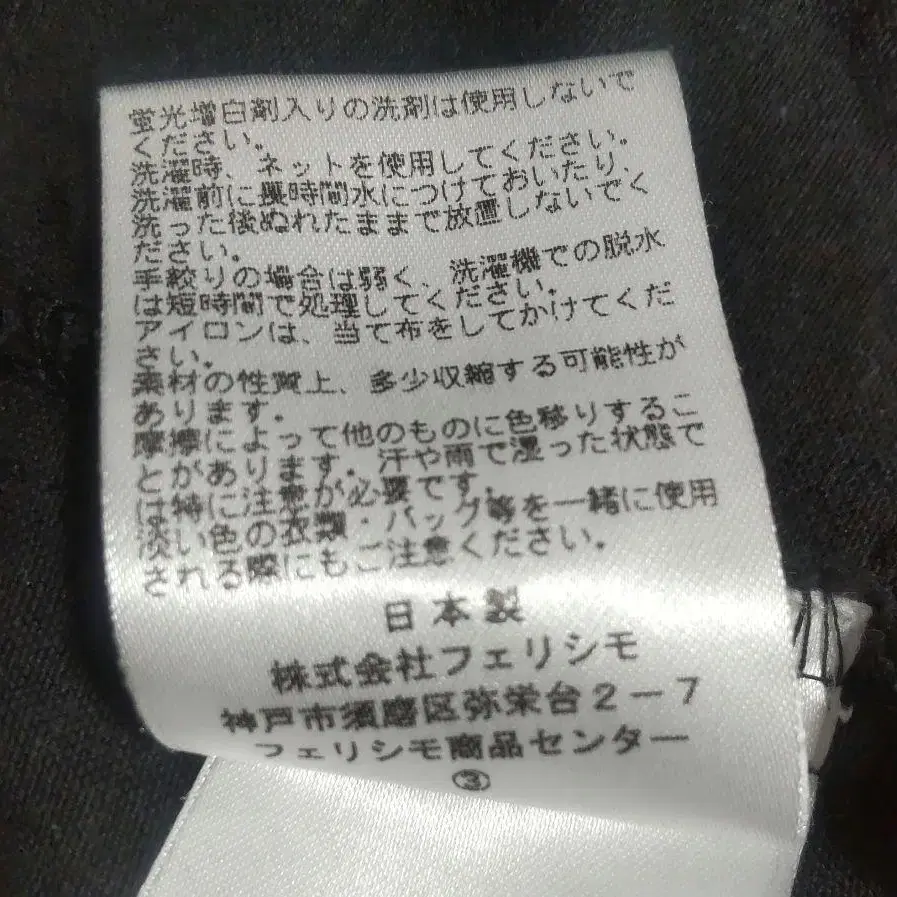 蛍光増白剤入りの洗剤は使用しないで
ください。
洗濯時、ネットを使用してください。
洗濯前に長時間水につけておいたり、
洗った後ぬれたままで放置しないでく
ださい。
手絞りの場合は弱く、洗濯機での脱水
は短時間で処理してください。
アイロンは、当て布をしてかけてくだ
さい。
素材の性質上、多少収縮する可能性が
あります。
摩擦によって他のものに色移りするこ
とがあります。汗や雨で湿った状態で
は特に注意が必要です。
淡い色の衣類・バッグ等を一緒に使用
される際にもご注意ください。
日本製
株式会社フェリシモ
神戸市須磨区弥栄台2-7
フェリシモ商品センター
③